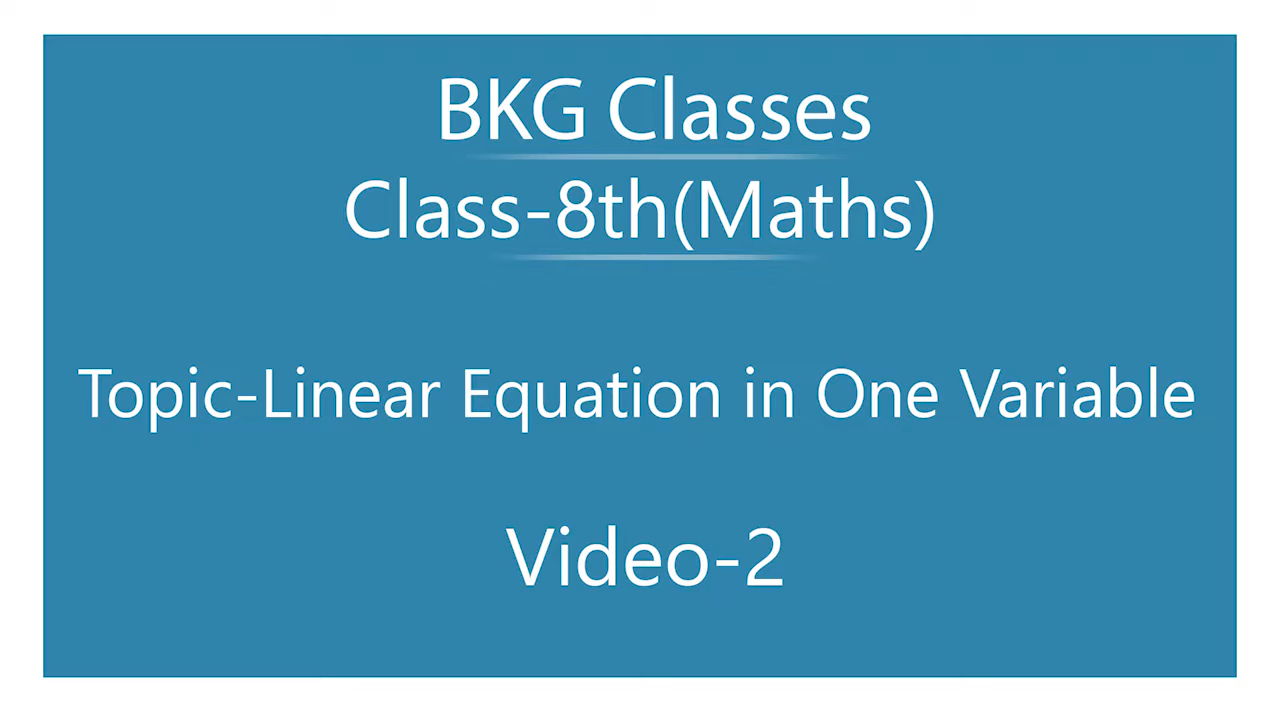 BKG Classes
Class-8th(Maths)
Topic-Linear Equation in One Variable
Video-2